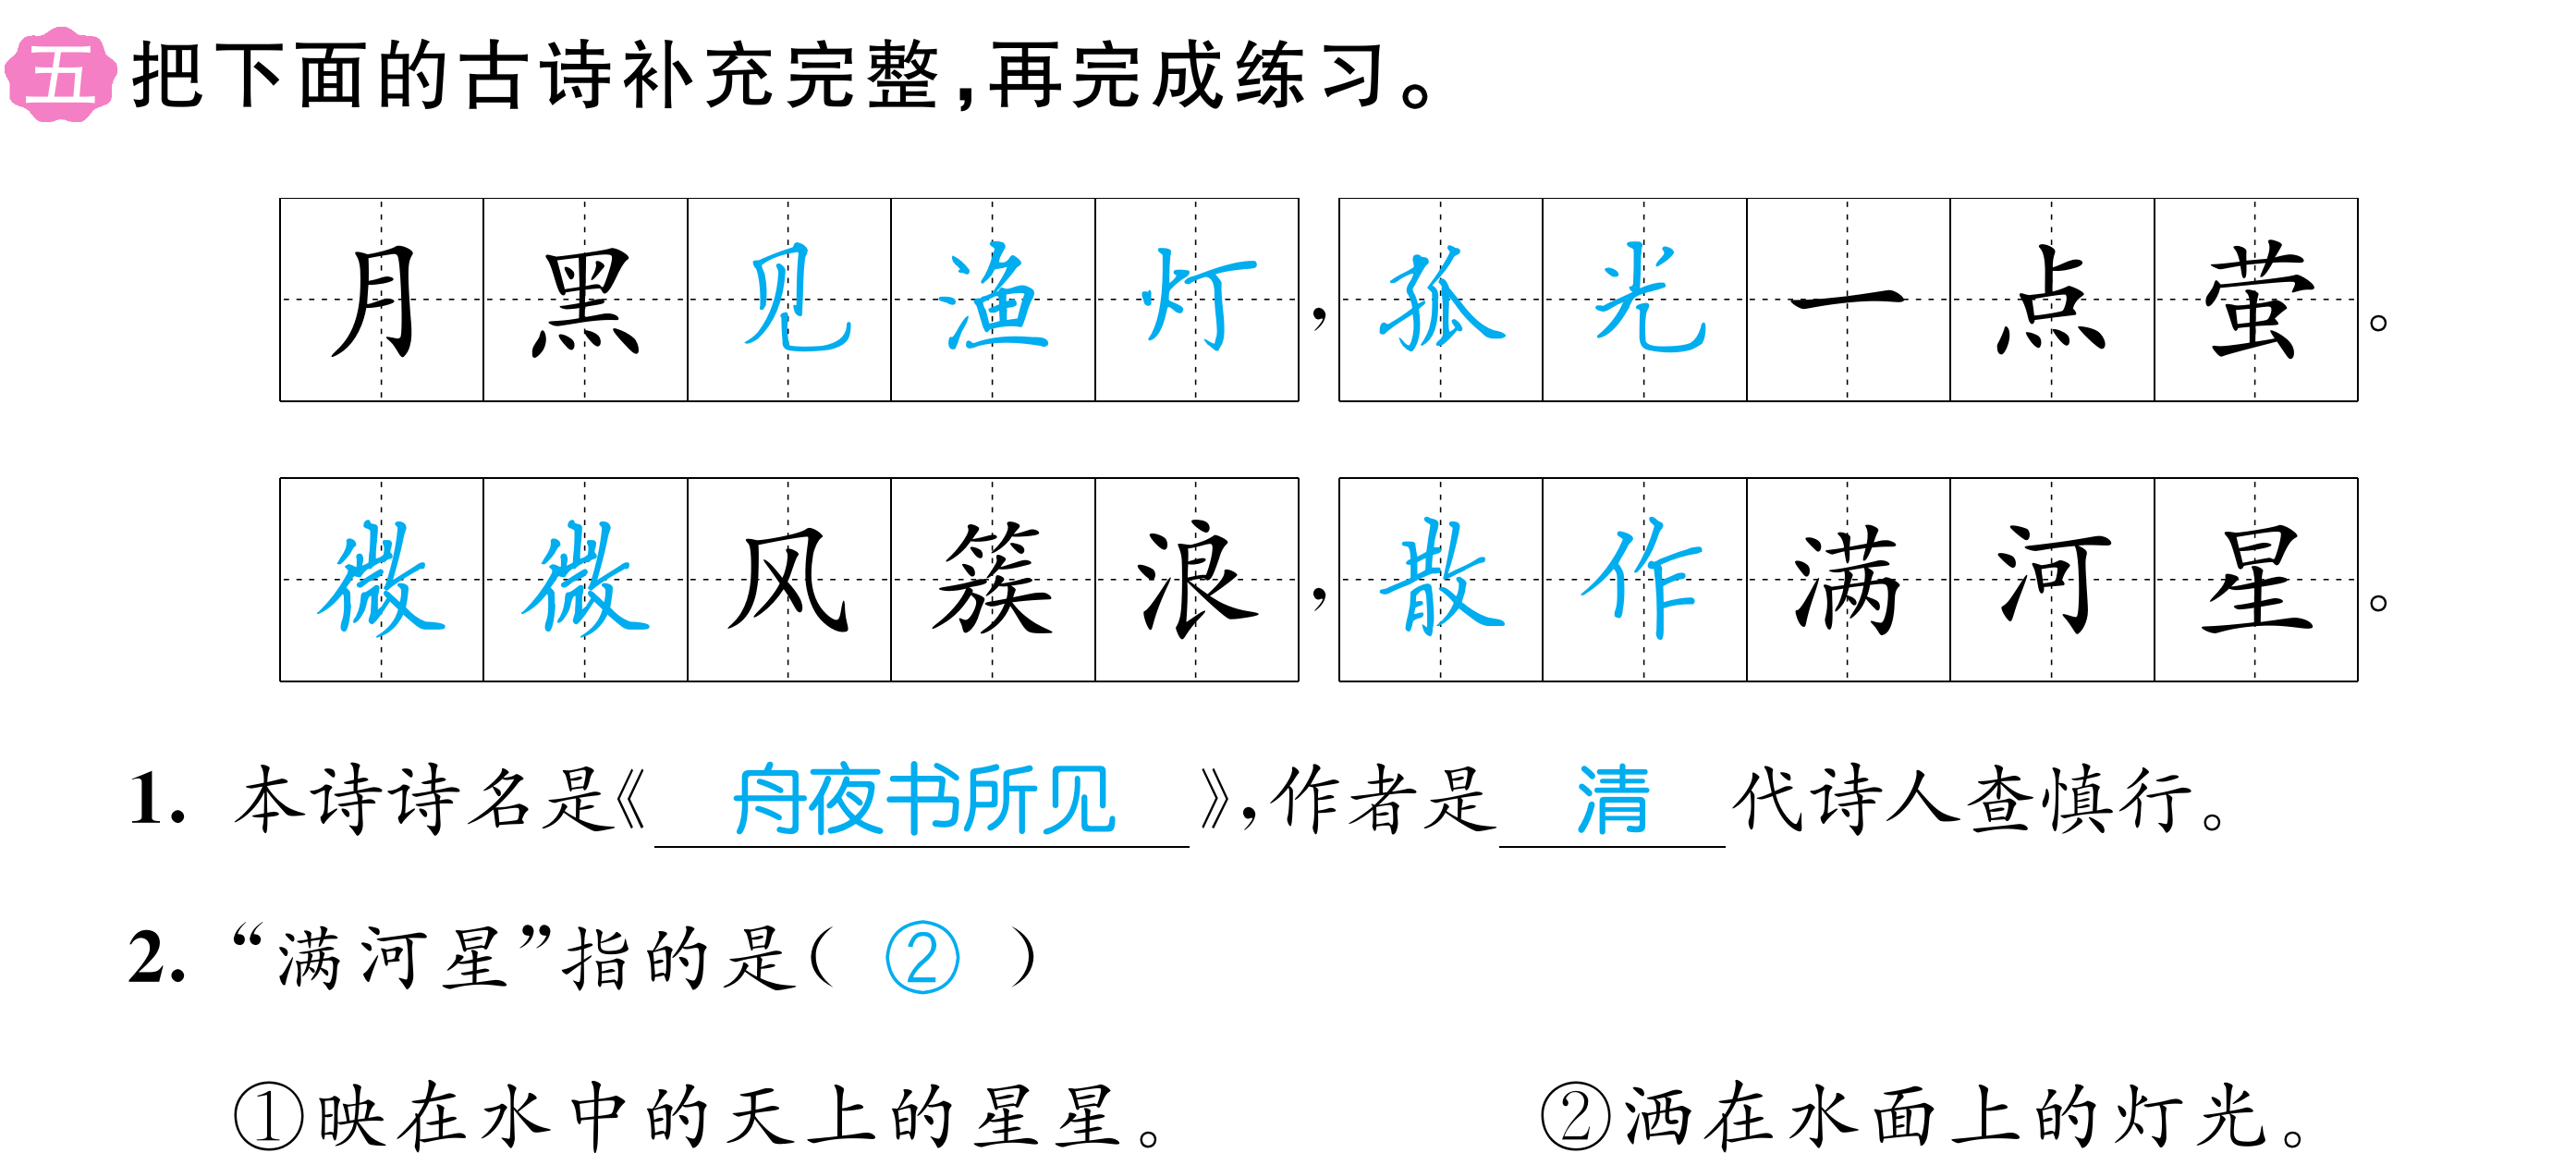 五 把下面的古诗补充完整,再完成练习。
月黑见渔灯,孤光一点萤。
微微风簇浪,散作满河星。
1. 本诗诗名是《 舟夜书所见 》,作者是 清 代诗人查慎行。
2. “满河星”指的是( ② )
①映在水中的天上的星星。 ②洒在水面上的灯光。